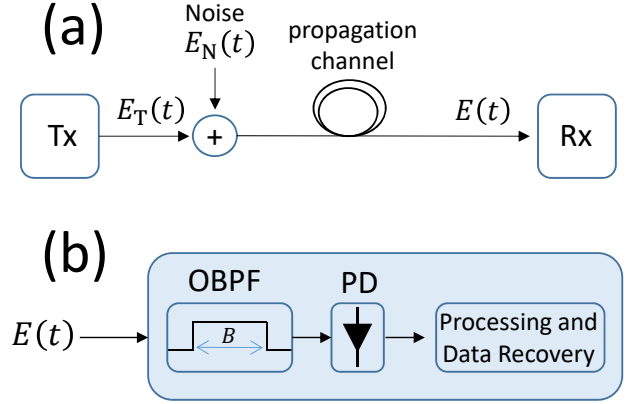 (a)
Noise
E_N(t)
propagation
channel
Tx
E_T(t)
+
E(t)
Rx
(b)
OBPF
PD
E(t)
B
Processing and
Data Recovery